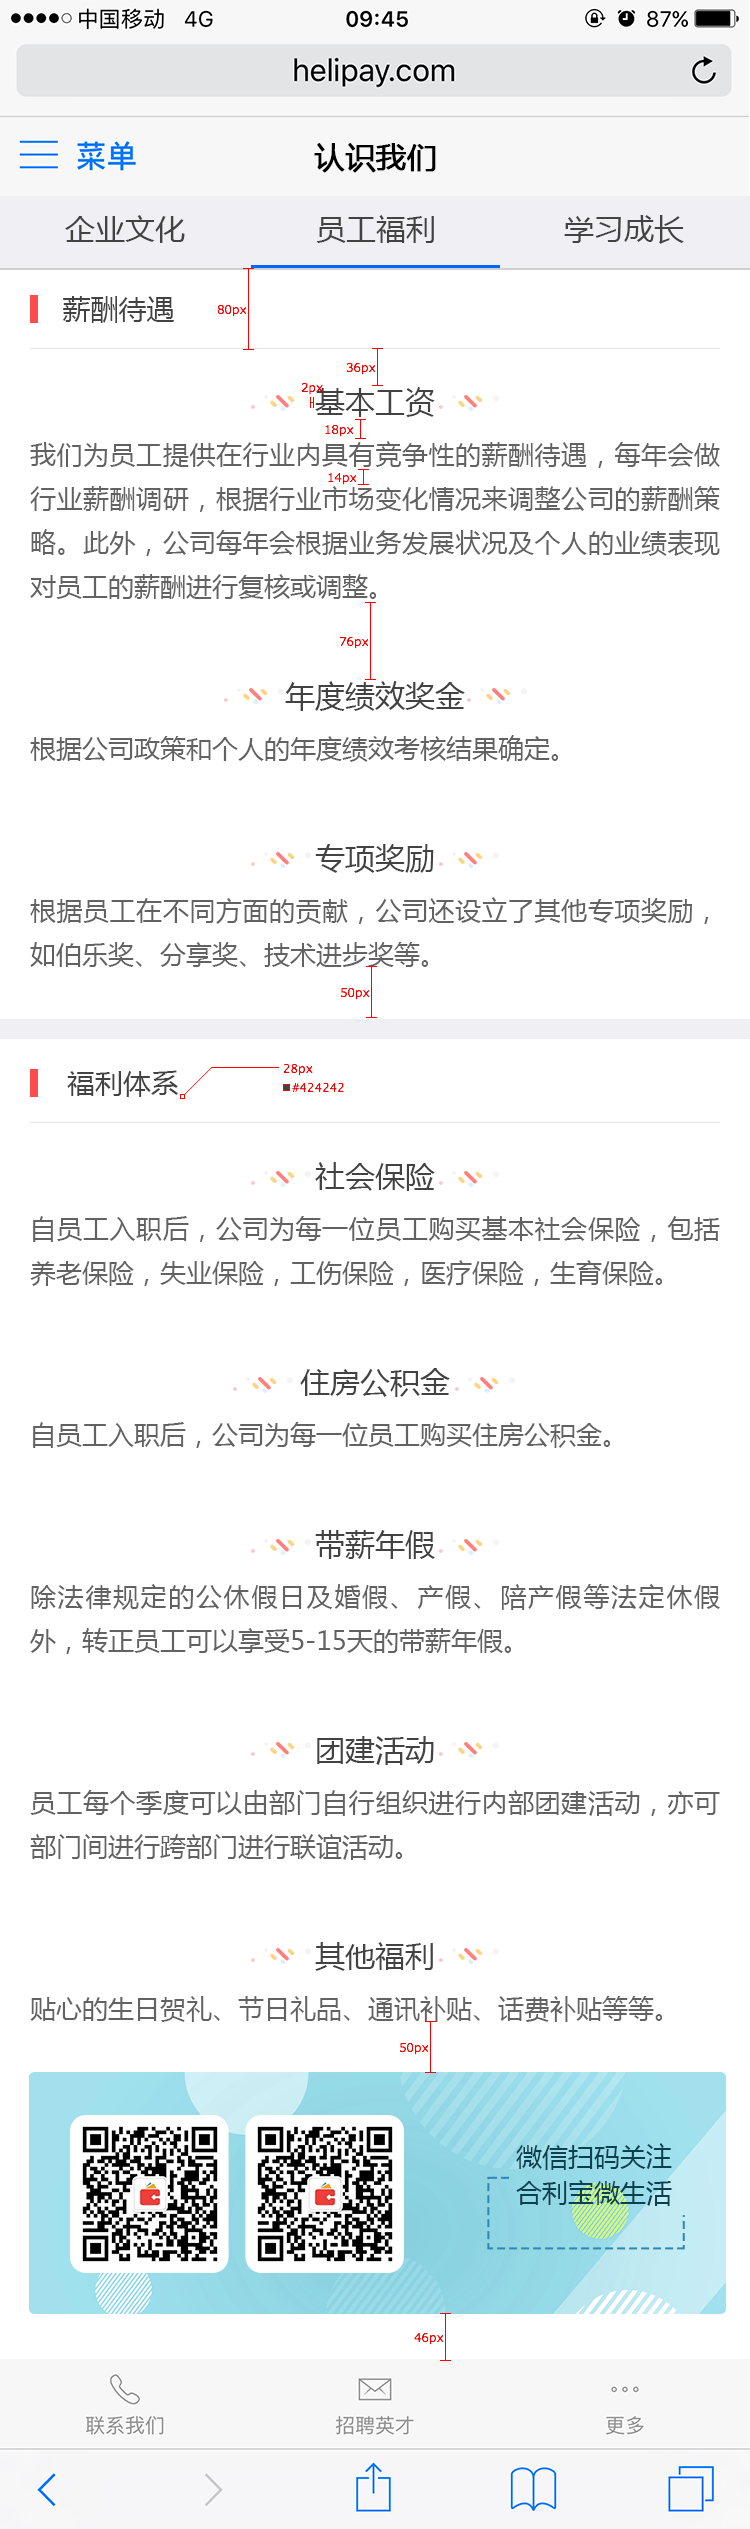 中国移动 4G 09:45 87%
helipay.com
菜单 认识我们
企业文化 员工福利 学习成长
薪酬待遇 80px
36px
2px
基本工资
18px
我们为员工提供在行业内具有竞争性的薪酬待遇，每年会做
14px
行业薪酬调研，根据行业市场变化情况来调整公司的薪酬策
略。此外，公司每年会根据业务发展状况及个人的业绩表现
对员工的薪酬进行复核或调整。
76px
年度绩效奖金
根据公司政策和个人的年度绩效考核结果确定。
专项奖励
根据员工在不同方面的贡献，公司还设立了其他专项奖励，
如伯乐奖、分享奖、技术进步奖等。
50px
福利体系 28px
#424242
社会保险
自员工入职后，公司为每一位员工购买基本社会保险，包括
养老保险，失业保险，工伤保险，医疗保险，生育保险。
住房公积金
自员工入职后，公司为每一位员工购买住房公积金。
带薪年假
除法律规定的公休假日及婚假、产假、陪产假等法定休假
外，转正员工可以享受5-15天的带薪年假。
团建活动
员工每个季度可以由部门自行组织进行内部团建活动，亦可
部门间进行跨部门进行联谊活动。
其他福利
贴心的生日贺礼、节日礼品、通讯补贴、话费补贴等等。
50px
微信扫码关注
合利宝微生活
46px
联系我们 招聘英才 更多